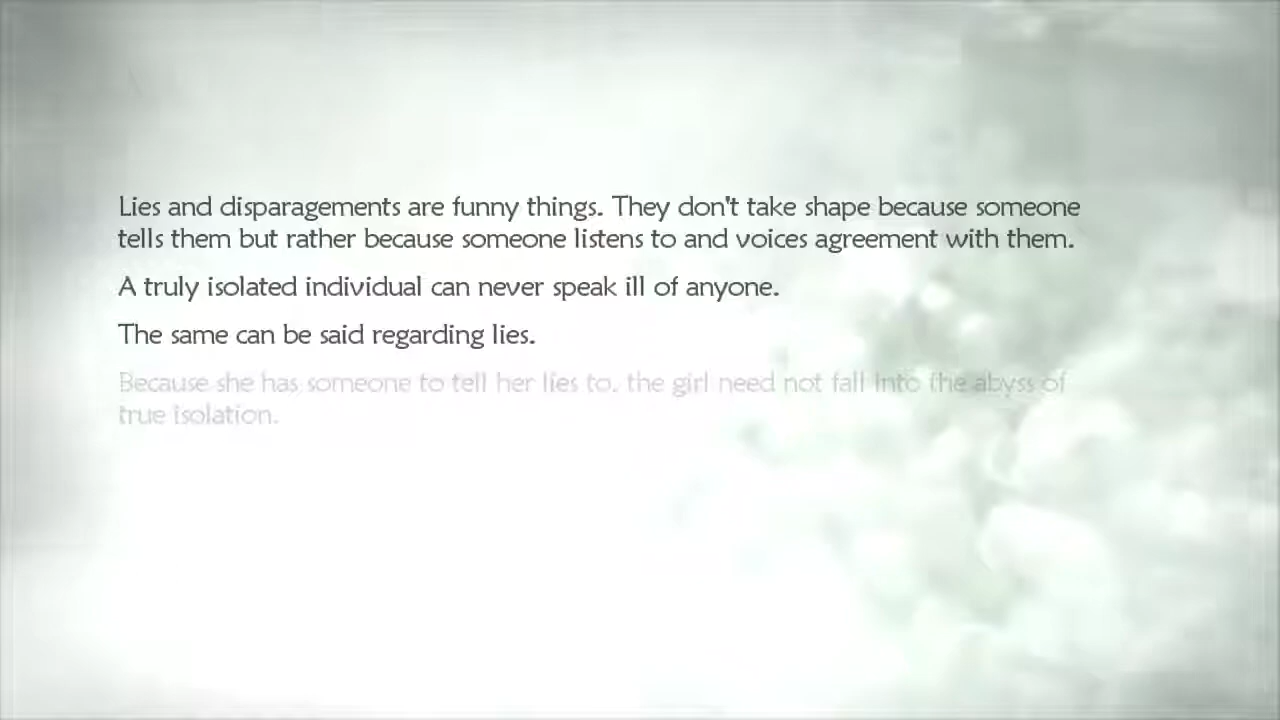 Lies and disparagements are funny things. They don't take shape because someone
tells them but rather because someone listens to and voices agreement with them.
A truly isolated individual can never speak ill of anyone.
The same can be said regarding lies.
Because she has someone to tell her lies to, the girl need not fall into the abyss of
true isolation.